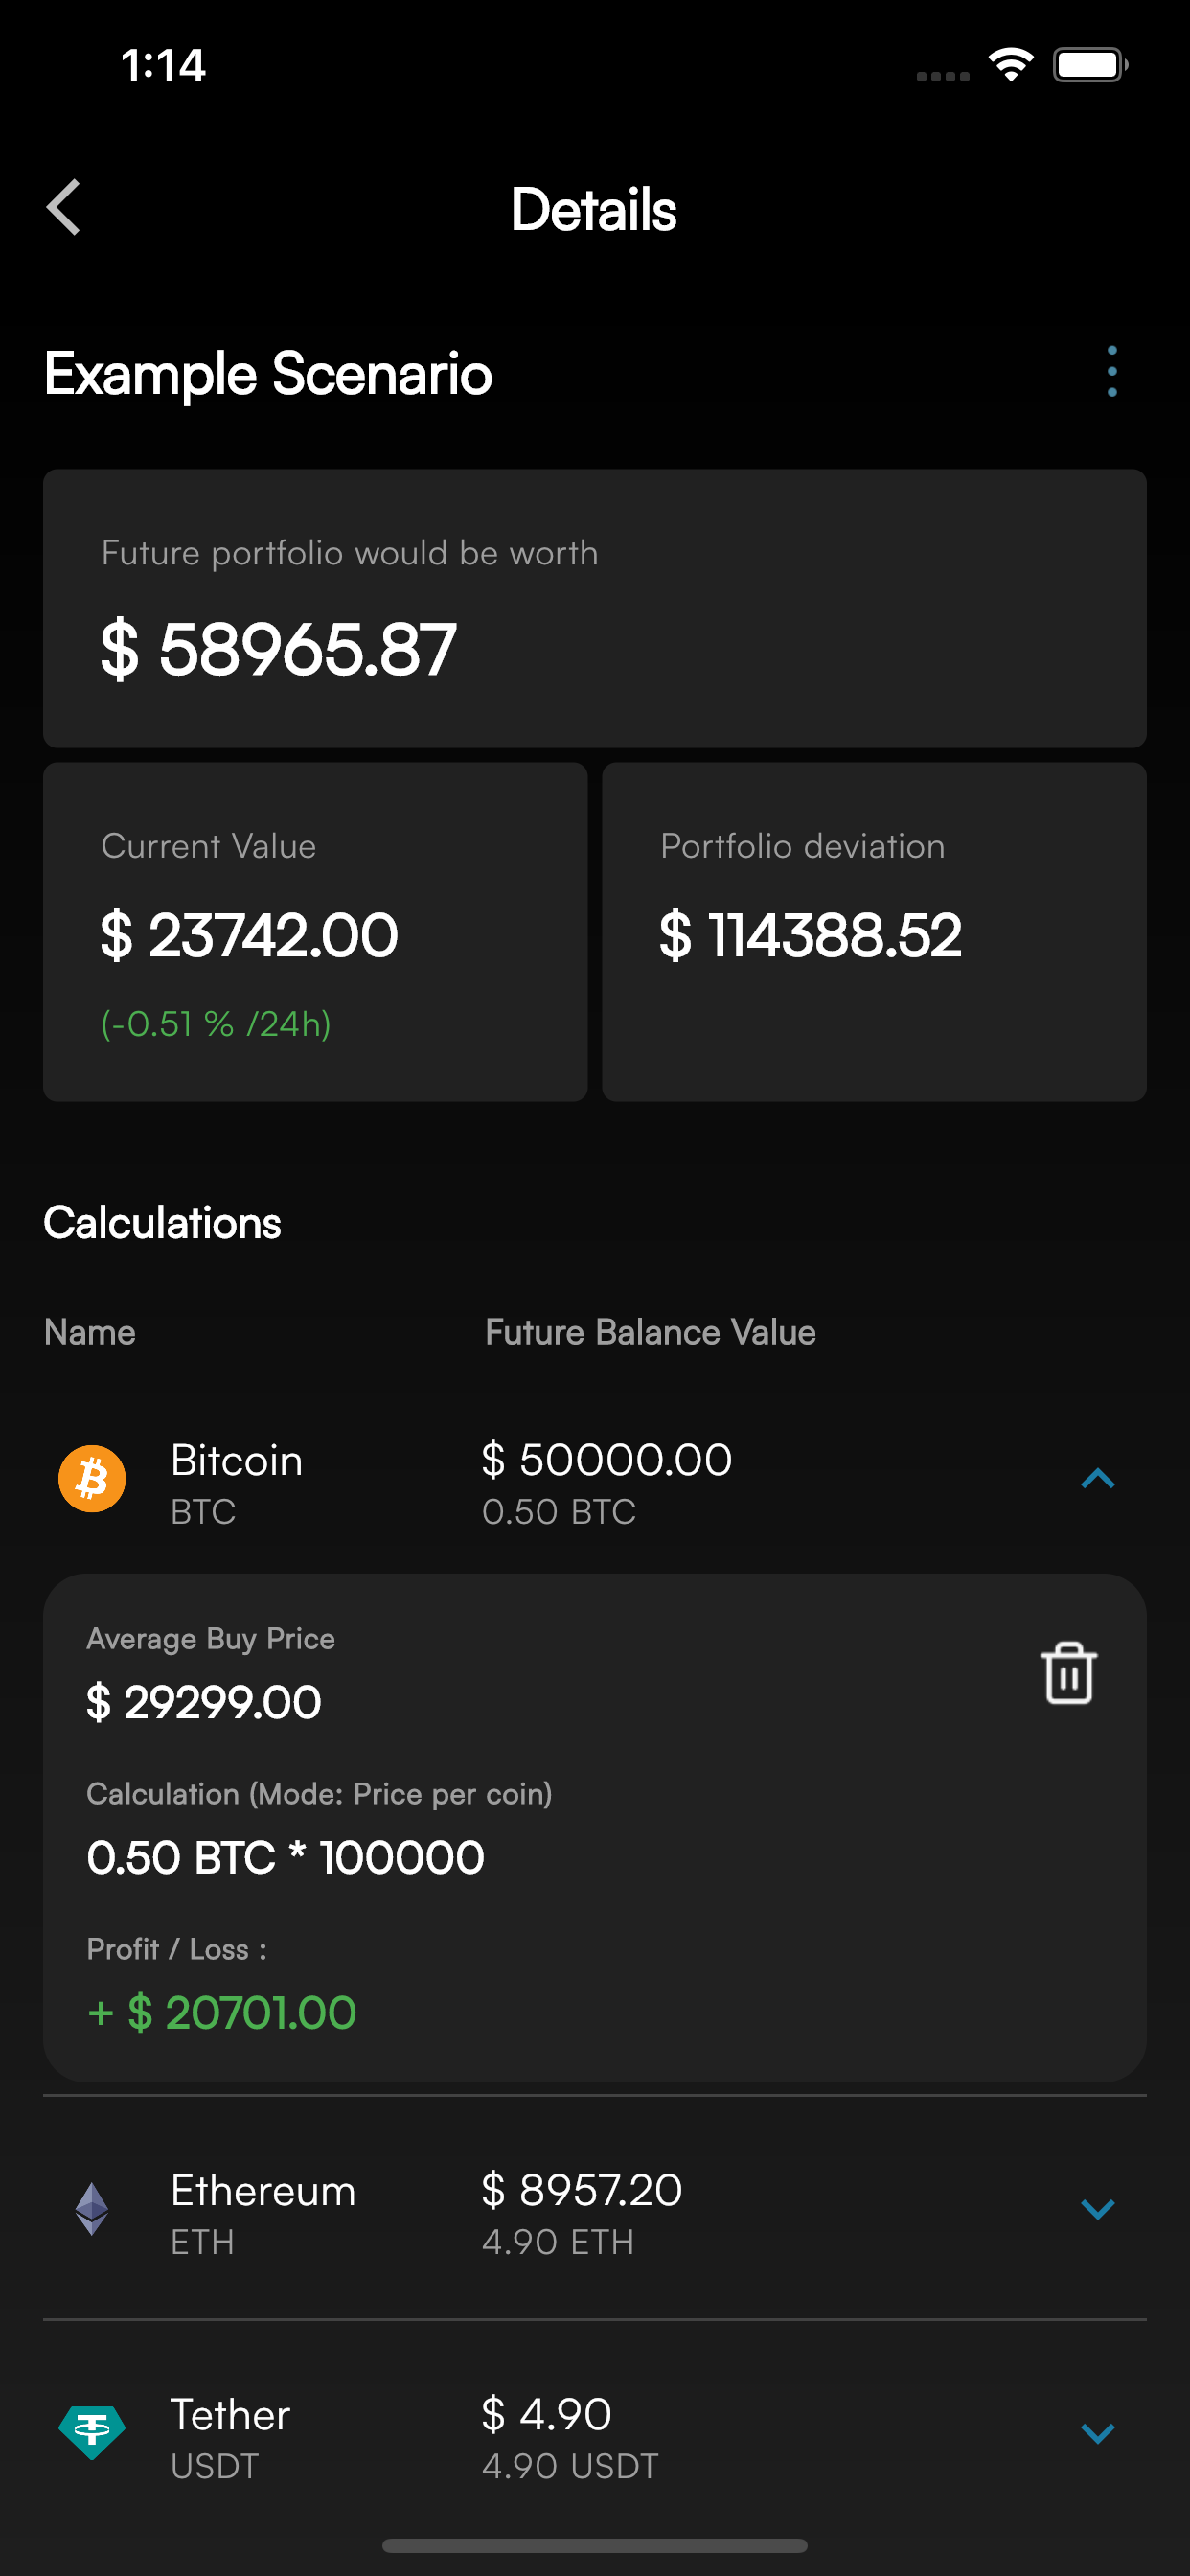 1:14
Details
Example Scenario
Future portfolio would be worth
$ 58965.87
Current Value
$ 23742.00
(-0.51 % /24h)
Portfolio deviation
$ 114388.52
Calculations
Name Future Balance Value
Bitcoin $ 50000.00
BTC 0.50 BTC
Average Buy Price
$ 29299.00
Calculation (Mode: Price per coin)
0.50 BTC * 100000
Profit / Loss :
+ $ 20701.00
Ethereum $ 8957.20
ETH 4.90 ETH
Tether $ 4.90
USDT 4.90 USDT